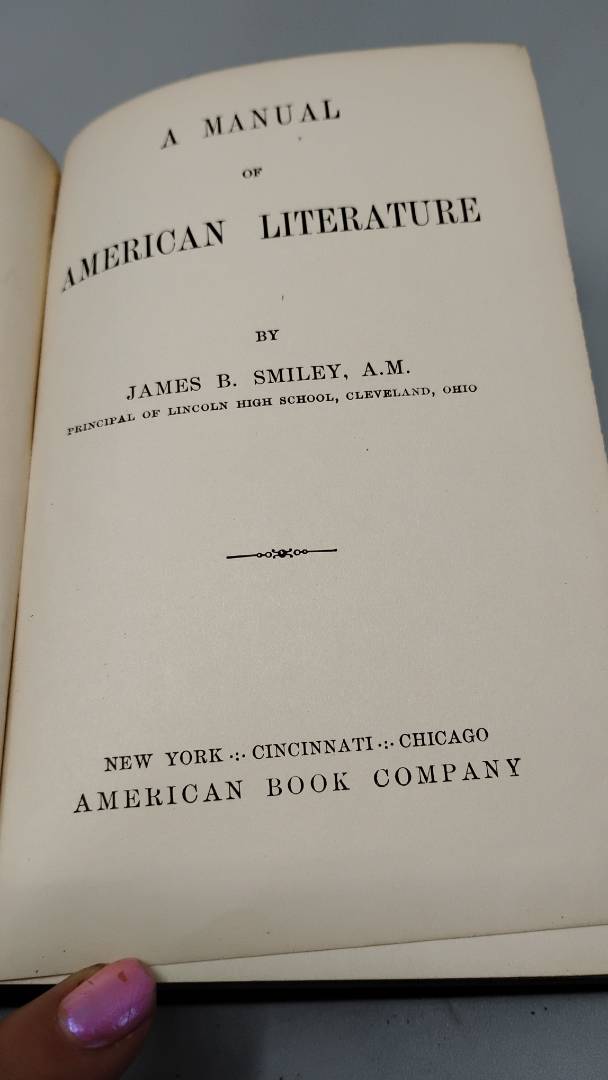 A MANUAL
OF
AMERICAN LITERATURE
BY
JAMES B. SMILEY, A.M.
PRINCIPAL OF LINCOLN HIGH SCHOOL, CLEVELAND, OHIO
NEW YORK ·:· CINCINNATI ·:· CHICAGO
AMERICAN BOOK COMPANY